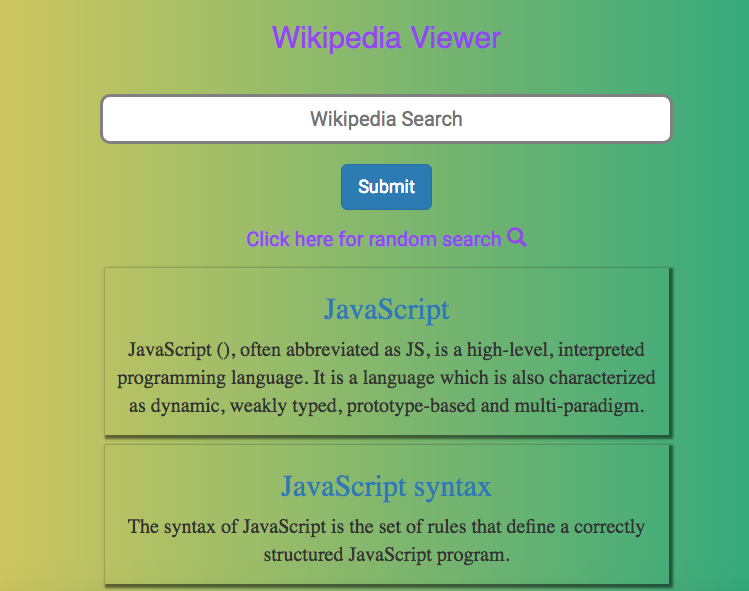 Wikipedia Viewer
Wikipedia Search
Submit
Click here for random search
JavaScript
JavaScript (), often abbreviated as JS, is a high-level, interpreted
programming language. It is a language which is also characterized
as dynamic, weakly typed, prototype-based and multi-paradigm.
JavaScript syntax
The syntax of JavaScript is the set of rules that define a correctly
structured JavaScript program.